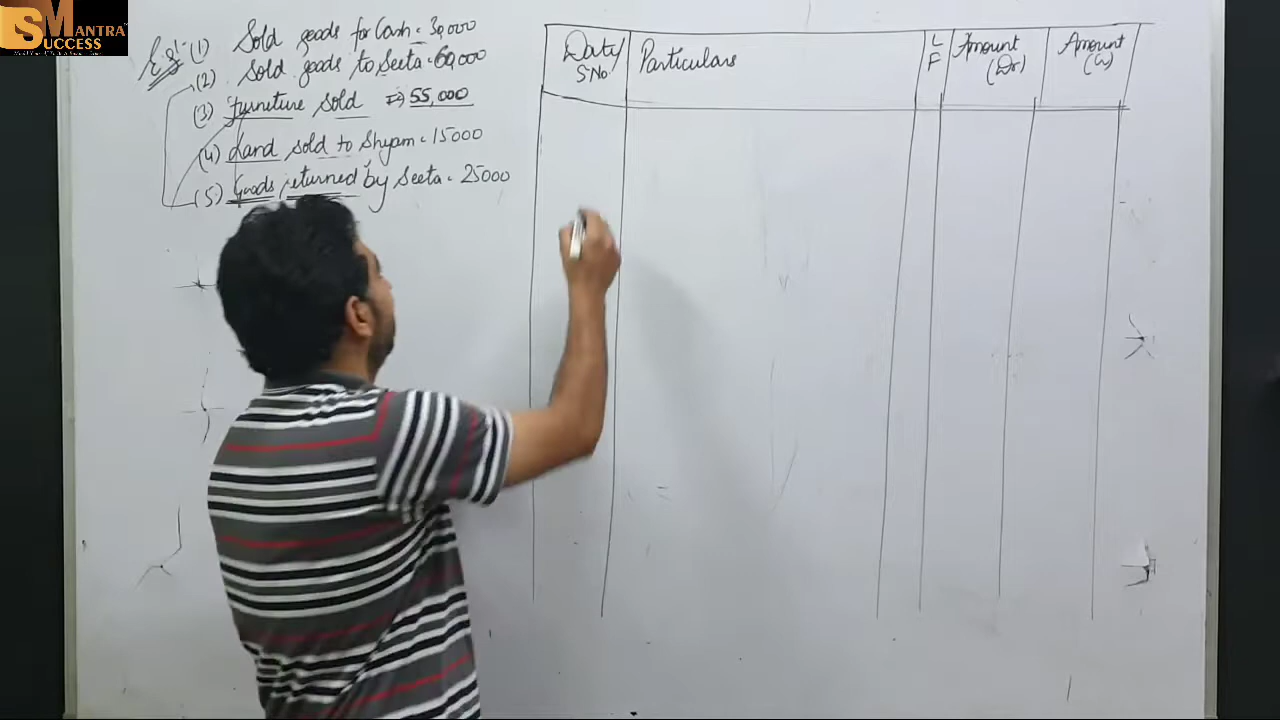 SMANTRA
SUCCESS
Eg:- (1) Sold goods for Cash = 30,000
(2) Sold goods to Seeta = 60,000
(3) Furneture sold ⇒ 55,000
(4) Land sold to Shyam = 15000
(5) Goods returned by Seeta = 25000
Date/ S.No.
Particulars
L F
Amount (Dr)
Amount (Cr)